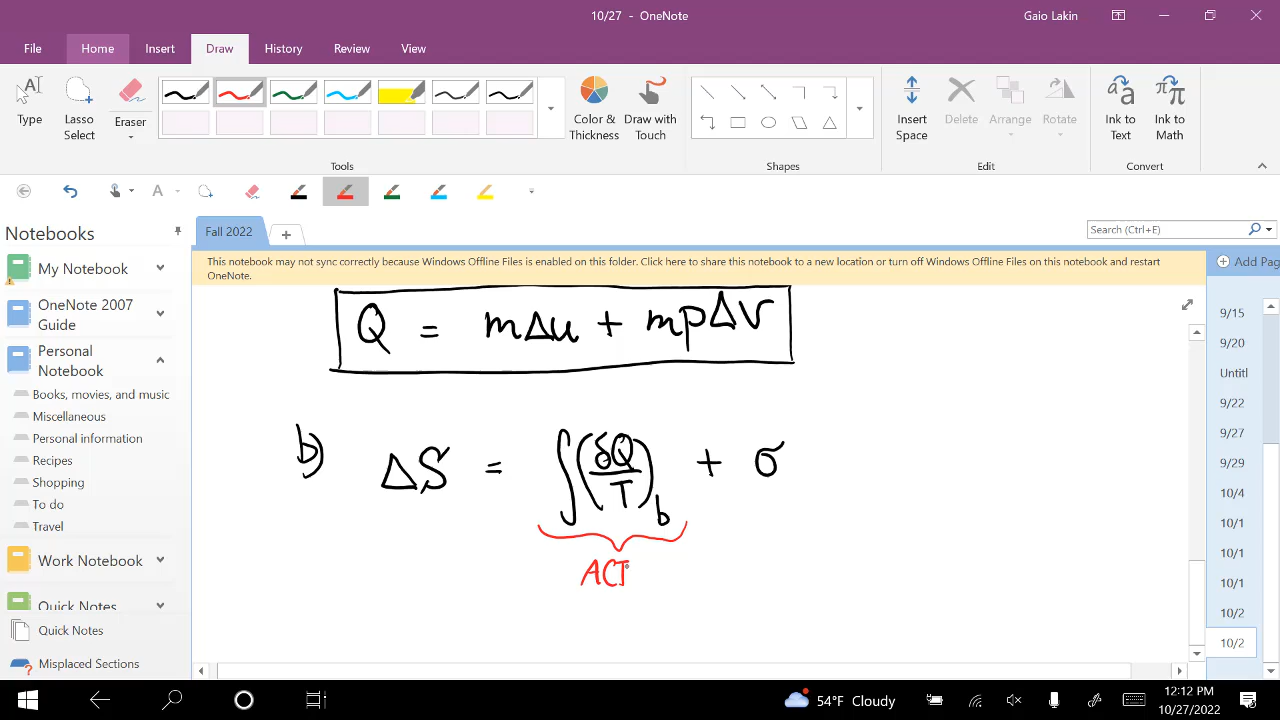 10/27 - OneNote
Gaio Lakin
File Home Insert Draw History Review View
Type
Lasso Select
Eraser
Color & Thickness
Draw with Touch
Insert Space
Delete
Arrange
Rotate
Ink to Text
Ink to Math
Tools
Shapes
Edit
Convert
Notebooks
My Notebook
OneNote 2007 Guide
Personal Notebook
Books, movies, and music
Miscellaneous
Personal information
Recipes
Shopping
To do
Travel
Work Notebook
Quick Notes
Quick Notes
Misplaced Sections
Fall 2022
Search (Ctrl+E)
This notebook may not sync correctly because Windows Offline Files is enabled on this folder. Click here to share this notebook to a new location or turn off Windows Offline Files on this notebook and restart
OneNote.
Q = mΔu + mpΔv
b) ΔS = ∫(δQ/T)b + σ
ACT
Add Pag
9/15
9/20
Untitl
9/22
9/27
9/29
10/4
10/1
10/1
10/1
10/2
10/2
54°F Cloudy
12:12 PM
10/27/2022